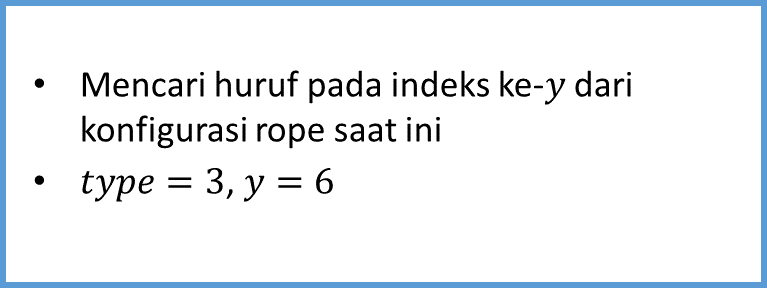 • Mencari huruf pada indeks ke-y dari
konfigurasi rope saat ini
• type = 3, y = 6